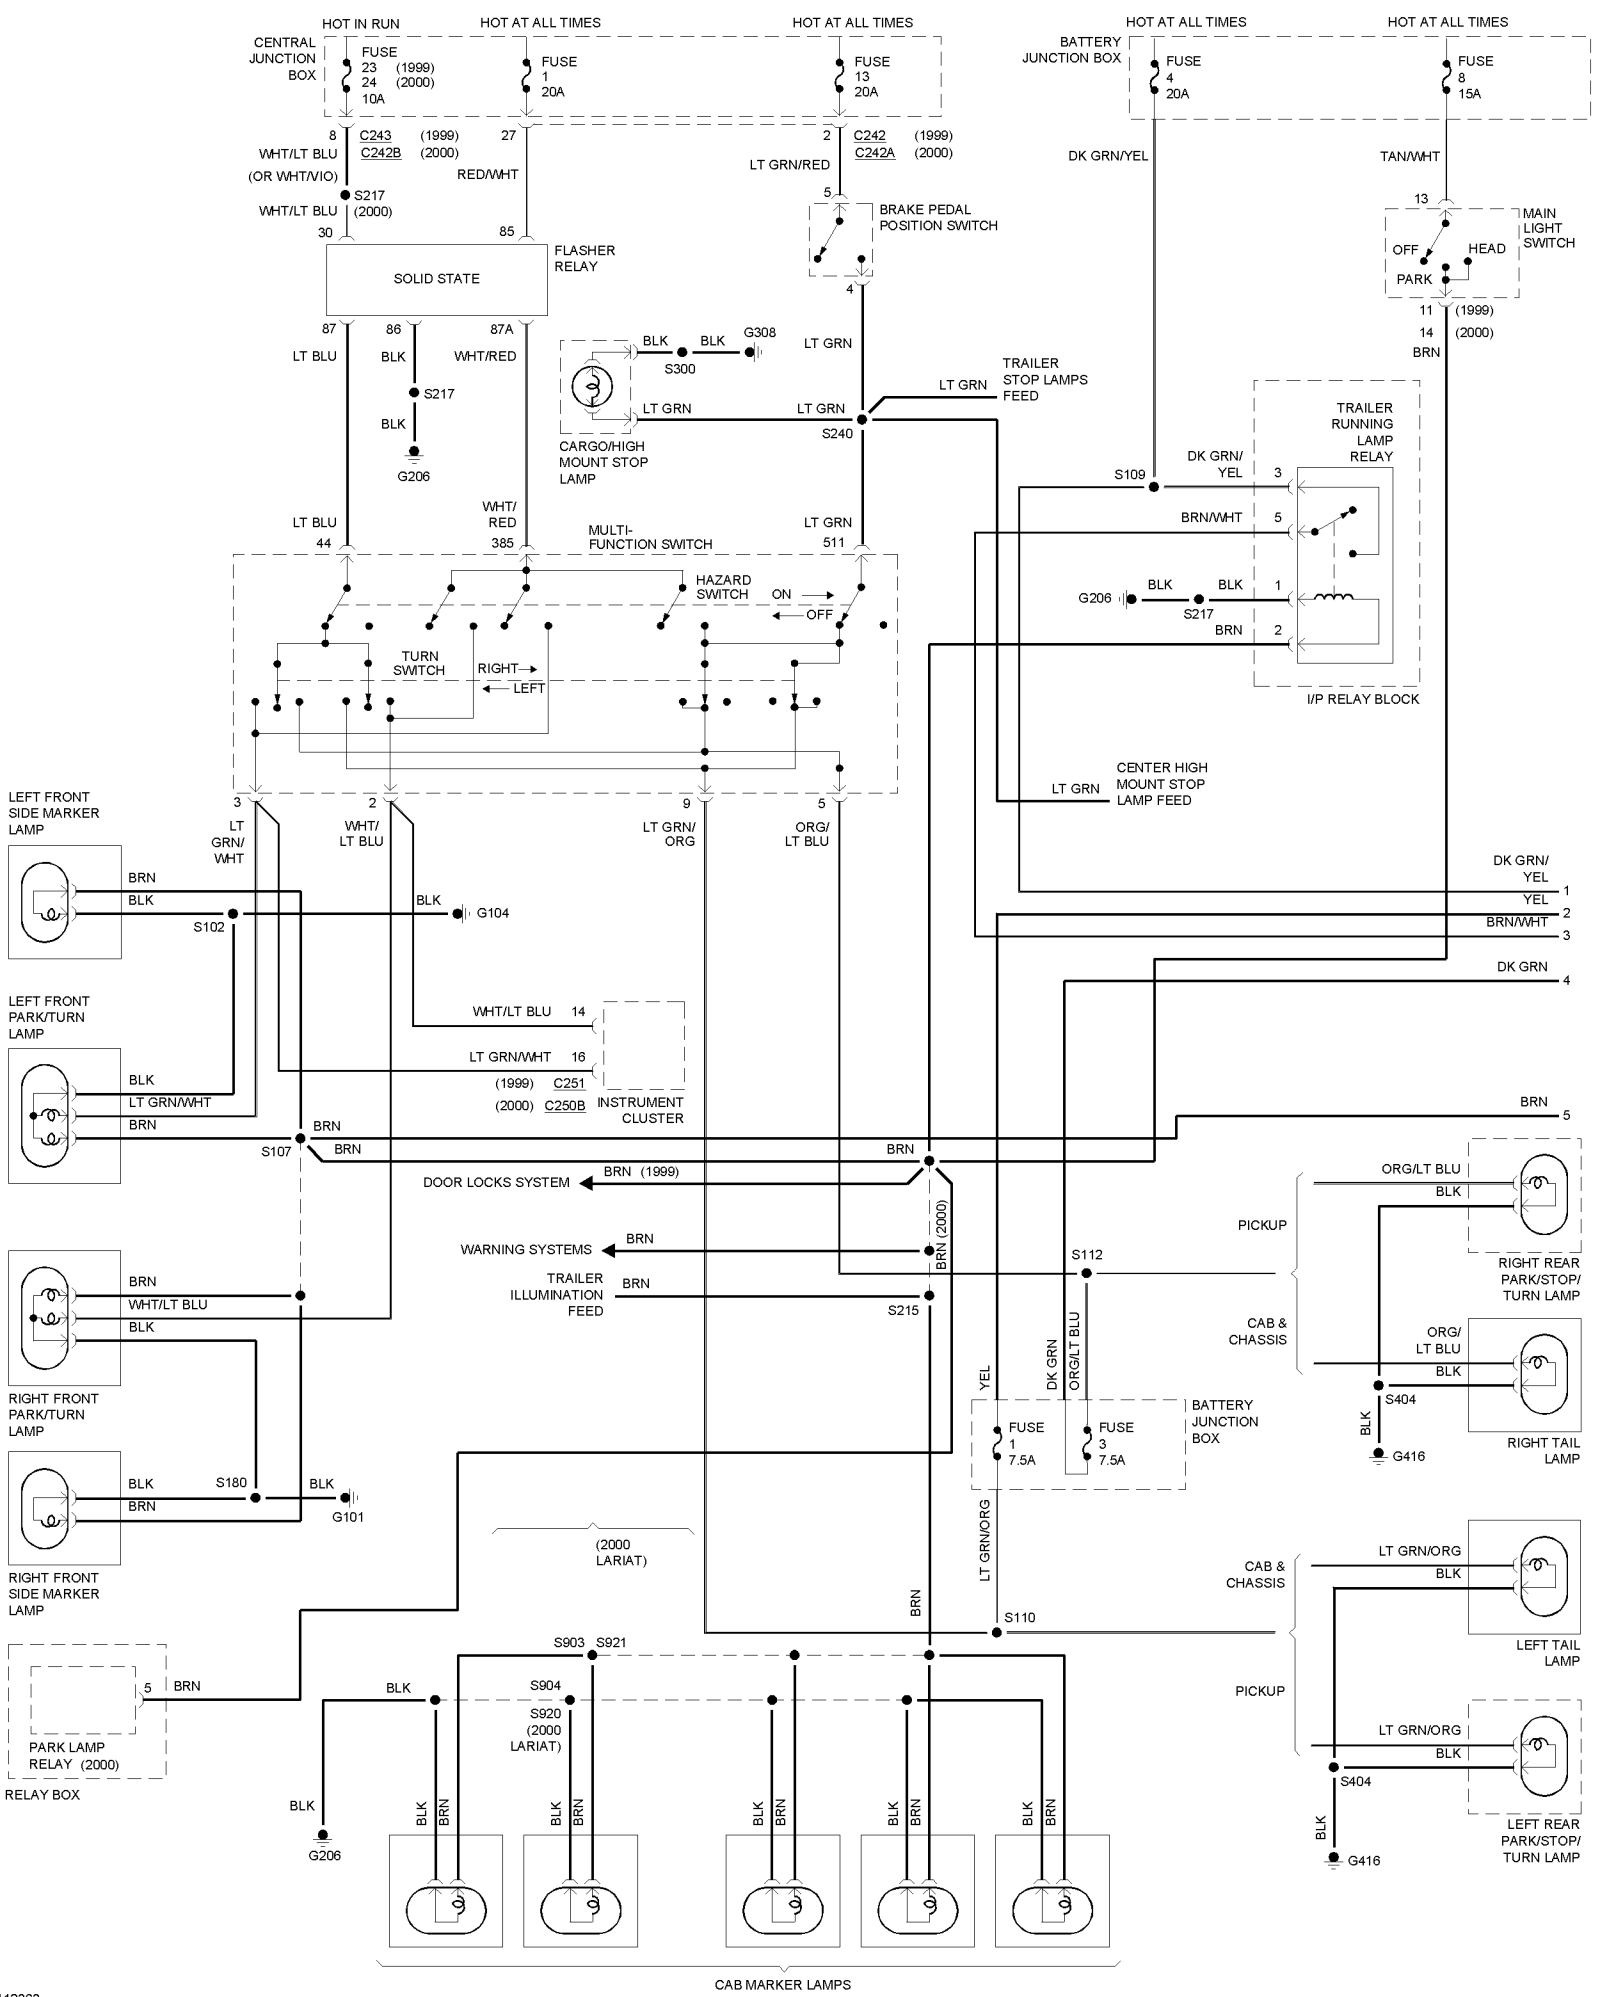 HOT IN RUN
HOT AT ALL TIMES
HOT AT ALL TIMES
HOT AT ALL TIMES
HOT AT ALL TIMES
CENTRAL
JUNCTION
BOX
FUSE
23 (1999)
24 (2000)
10A
FUSE
1
20A
FUSE
13
20A
BATTERY
JUNCTION BOX
FUSE
4
20A
FUSE
8
15A
8 C243 (1999)
C242B (2000)
27
2 C242 (1999)
C242A (2000)
WHT/LT BLU
(OR WHT/VIO)
S217
(2000)
WHT/LT BLU
RED/WHT
LT GRN/RED
DK GRN/YEL
TAN/WHT
30
85
5
13
BRAKE PEDAL
POSITION SWITCH
MAIN
LIGHT
SWITCH
OFF
HEAD
PARK
SOLID STATE
FLASHER
RELAY
4
11 (1999)
14 (2000)
BRN
87
86
87A
LT BLU
BLK
WHT/RED
BLK
BLK
G308
S300
LT GRN
S217
BLK
G206
LT GRN
LT GRN
S240
LT GRN
TRAILER
STOP LAMPS
FEED
CARGO/HIGH
MOUNT STOP
LAMP
TRAILER
RUNNING
LAMP
RELAY
S109
DK GRN/
YEL
3
BRN/WHT
5
G206
BLK
S217
BLK
1
BRN
2
I/P RELAY BLOCK
LT BLU
44
WHT/
RED
385
MULTI-
FUNCTION SWITCH
LT GRN
511
HAZARD
SWITCH
ON
OFF
TURN
SWITCH
RIGHT
LEFT
CENTER HIGH
MOUNT STOP
LAMP FEED
LT GRN
3
2
9
5
LT
GRN/
WHT
WHT/
LT BLU
LT GRN/
ORG
ORG/
LT BLU
LEFT FRONT
SIDE MARKER
LAMP
BRN
BLK
S102
BLK
G104
DK GRN/
YEL
1
YEL
2
BRN/WHT
3
DK GRN
4
LEFT FRONT
PARK/TURN
LAMP
BLK
LT GRN/WHT
BRN
WHT/LT BLU
14
LT GRN/WHT
16
(1999) C251
(2000) C250B
INSTRUMENT
CLUSTER
S107
BRN
BRN
BRN
BRN
5
DOOR LOCKS SYSTEM
BRN (1999)
BRN (2000)
WARNING SYSTEMS
BRN
TRAILER
ILLUMINATION
FEED
BRN
S215
S112
PICKUP
CAB &
CHASSIS
ORG/LT BLU
BLK
RIGHT REAR
PARK/STOP/
TURN LAMP
ORG/
LT BLU
BLK
S404
BLK
G416
RIGHT TAIL
LAMP
BRN
WHT/LT BLU
BLK
RIGHT FRONT
PARK/TURN
LAMP
YEL
DK GRN
ORG/LT BLU
FUSE
1
7.5A
FUSE
3
7.5A
BATTERY
JUNCTION
BOX
BLK
BRN
S180
BLK
G101
RIGHT FRONT
SIDE MARKER
LAMP
(2000
LARIAT)
LT GRN/ORG
BRN
S110
CAB &
CHASSIS
PICKUP
LT GRN/ORG
BLK
LEFT TAIL
LAMP
LT GRN/ORG
BLK
S404
BLK
G416
LEFT REAR
PARK/STOP/
TURN LAMP
5
BRN
PARK LAMP
RELAY (2000)
RELAY BOX
S903
S921
BLK
S904
S920
(2000
LARIAT)
BLK
G206
BLK
BRN
BLK
BRN
BLK
BRN
BLK
BRN
BLK
BRN
CAB MARKER LAMPS